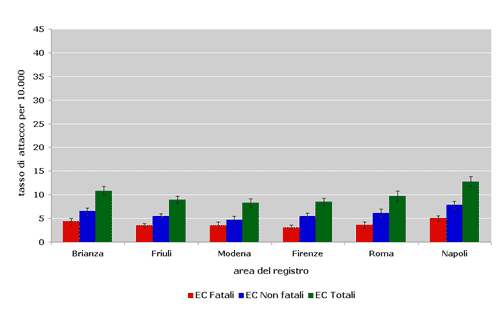 45
40
35
30
25
20
15
10
5
0
tasso di attacco per 10.000
Brianza Friuli Modena Firenze Roma Napoli
area del registro
EC Fatali EC Non fatali EC Totali